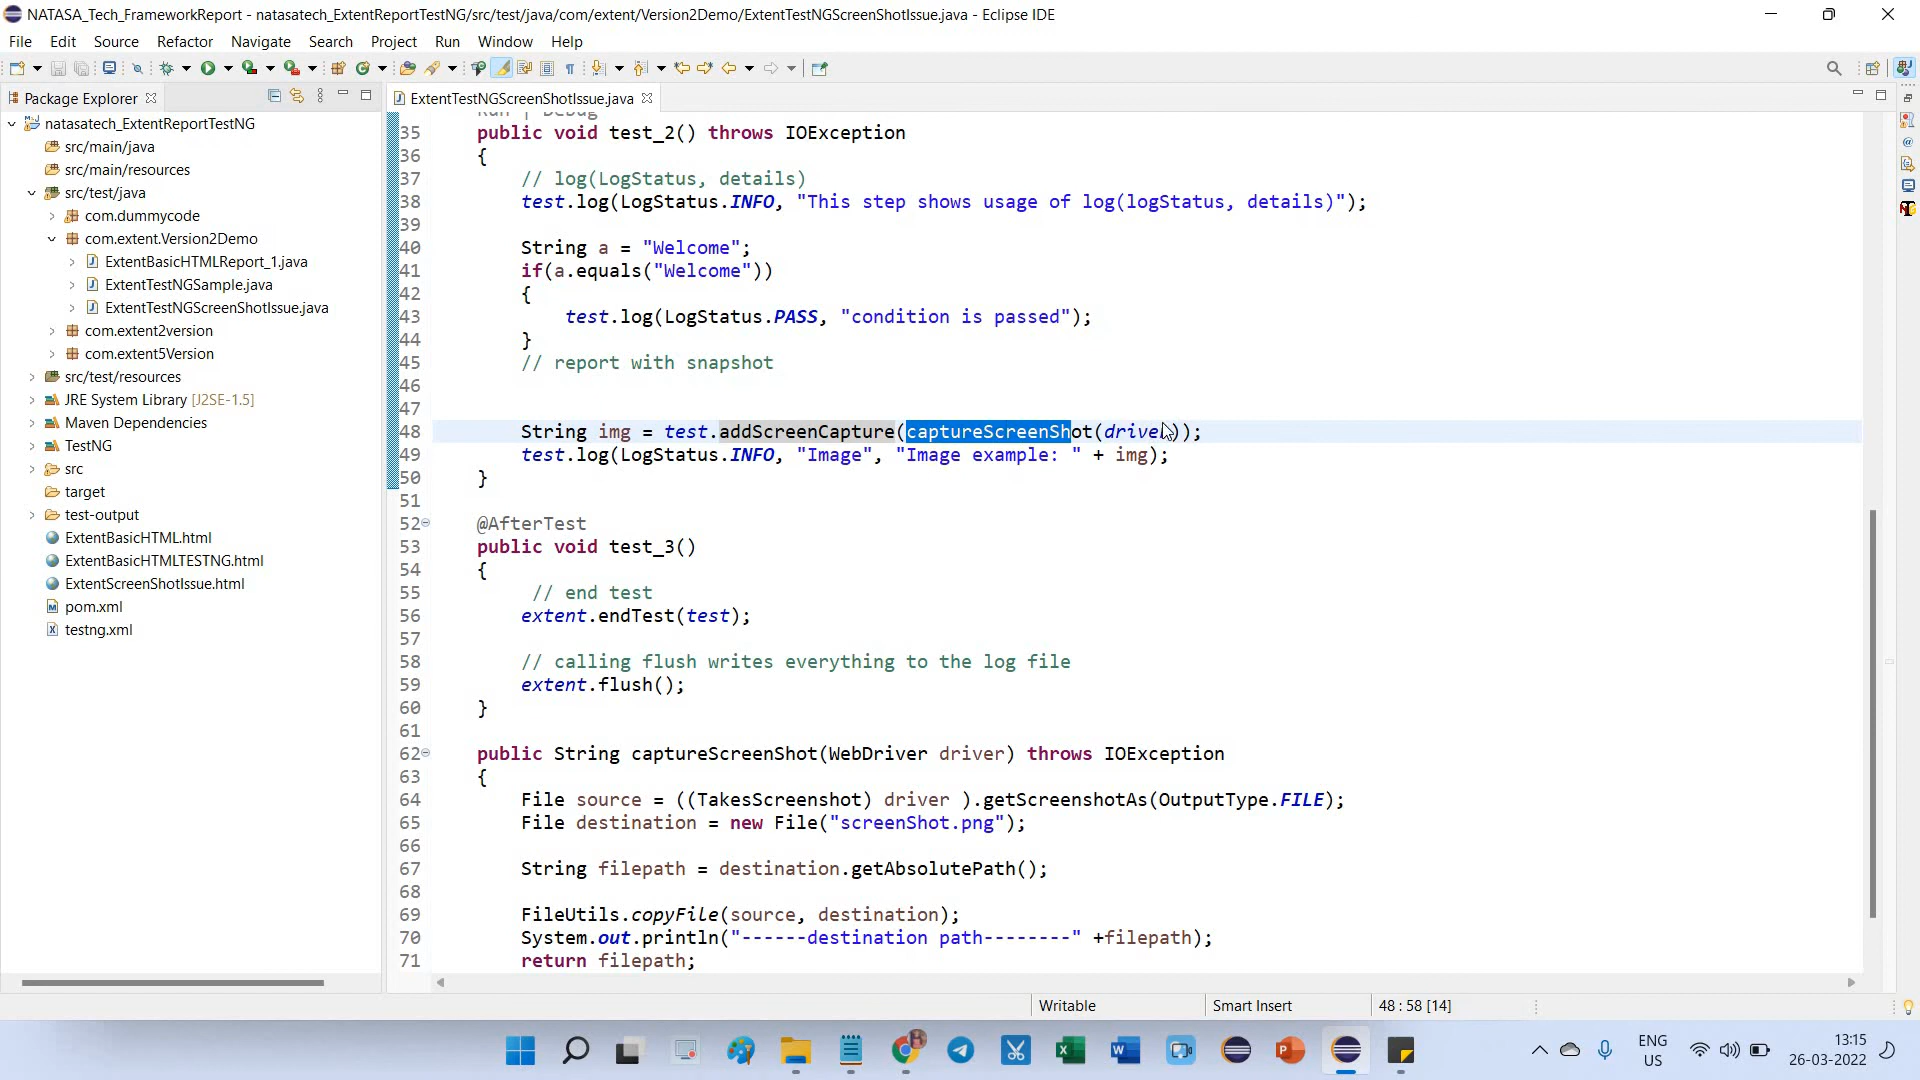 NATASA_Tech_FrameworkReport - natasatech_ExtentReportTestNG/src/test/java/com/extent/Version2Demo/ExtentTestNGScreenShotIssue.java - Eclipse IDE
File Edit Source Refactor Navigate Search Project Run Window Help
Package Explorer
ExtentTestNGScreenShotIssue.java
natasatech_ExtentReportTestNG
src/main/java
src/main/resources
src/test/java
com.dummycode
com.extent.Version2Demo
ExtentBasicHTMLReport_1.java
ExtentTestNGSample.java
ExtentTestNGScreenShotIssue.java
com.extent2version
com.extent5Version
src/test/resources
JRE System Library [J2SE-1.5]
Maven Dependencies
TestNG
src
target
test-output
ExtentBasicHTML.html
ExtentBasicHTMLTESTNG.html
ExtentScreenShotIssue.html
pom.xml
testng.xml
Run | Debug
35 public void test_2() throws IOException
36 {
37 // log(LogStatus, details)
38 test.log(LogStatus.INFO, "This step shows usage of log(logStatus, details)");
39
40 String a = "Welcome";
41 if(a.equals("Welcome"))
42 {
43 test.log(LogStatus.PASS, "condition is passed");
44 }
45 // report with snapshot
46
47
48 String img = test.addScreenCapture(captureScreenShot(driver));
49 test.log(LogStatus.INFO, "Image", "Image example: " + img);
50 }
51
52 @AfterTest
53 public void test_3()
54 {
55 // end test
56 extent.endTest(test);
57
58 // calling flush writes everything to the log file
59 extent.flush();
60 }
61
62 public String captureScreenShot(WebDriver driver) throws IOException
63 {
64 File source = ((TakesScreenshot) driver ).getScreenshotAs(OutputType.FILE);
65 File destination = new File("screenShot.png");
66
67 String filepath = destination.getAbsolutePath();
68
69 FileUtils.copyFile(source, destination);
70 System.out.println("------destination path--------" +filepath);
71 return filepath;
Writable Smart Insert 48 : 58 [14]
ENG
US
13:15
26-03-2022